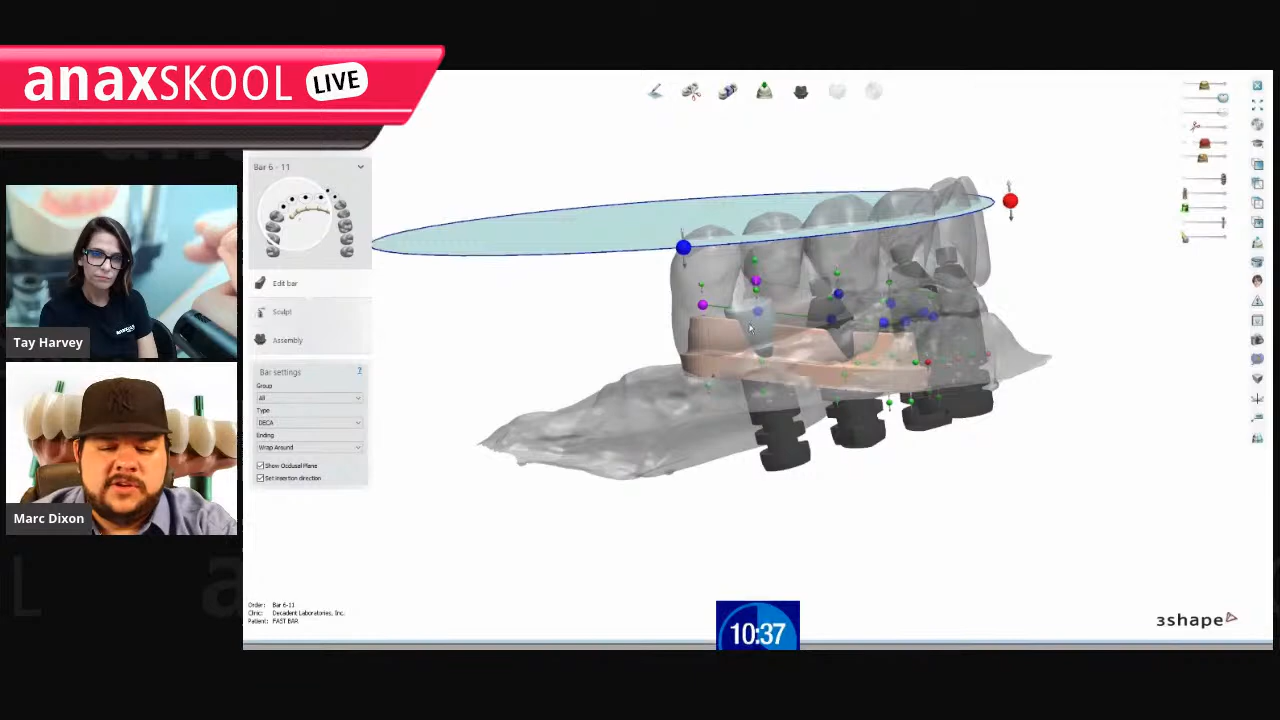 anaxSKOOL LIVE
Bar 6 - 11
Edit bar
Sculpt
Assembly
Bar settings
?
Group
All
Type
DECA
Ending
Wrap Around
Show Occlusal Plane
Set insertion direction
Tay Harvey
Marc Dixon
Order: Bar 6-11
Clinic: Decadent Laboratories, Inc.
Patient: FAST BAR
10:37
3shape